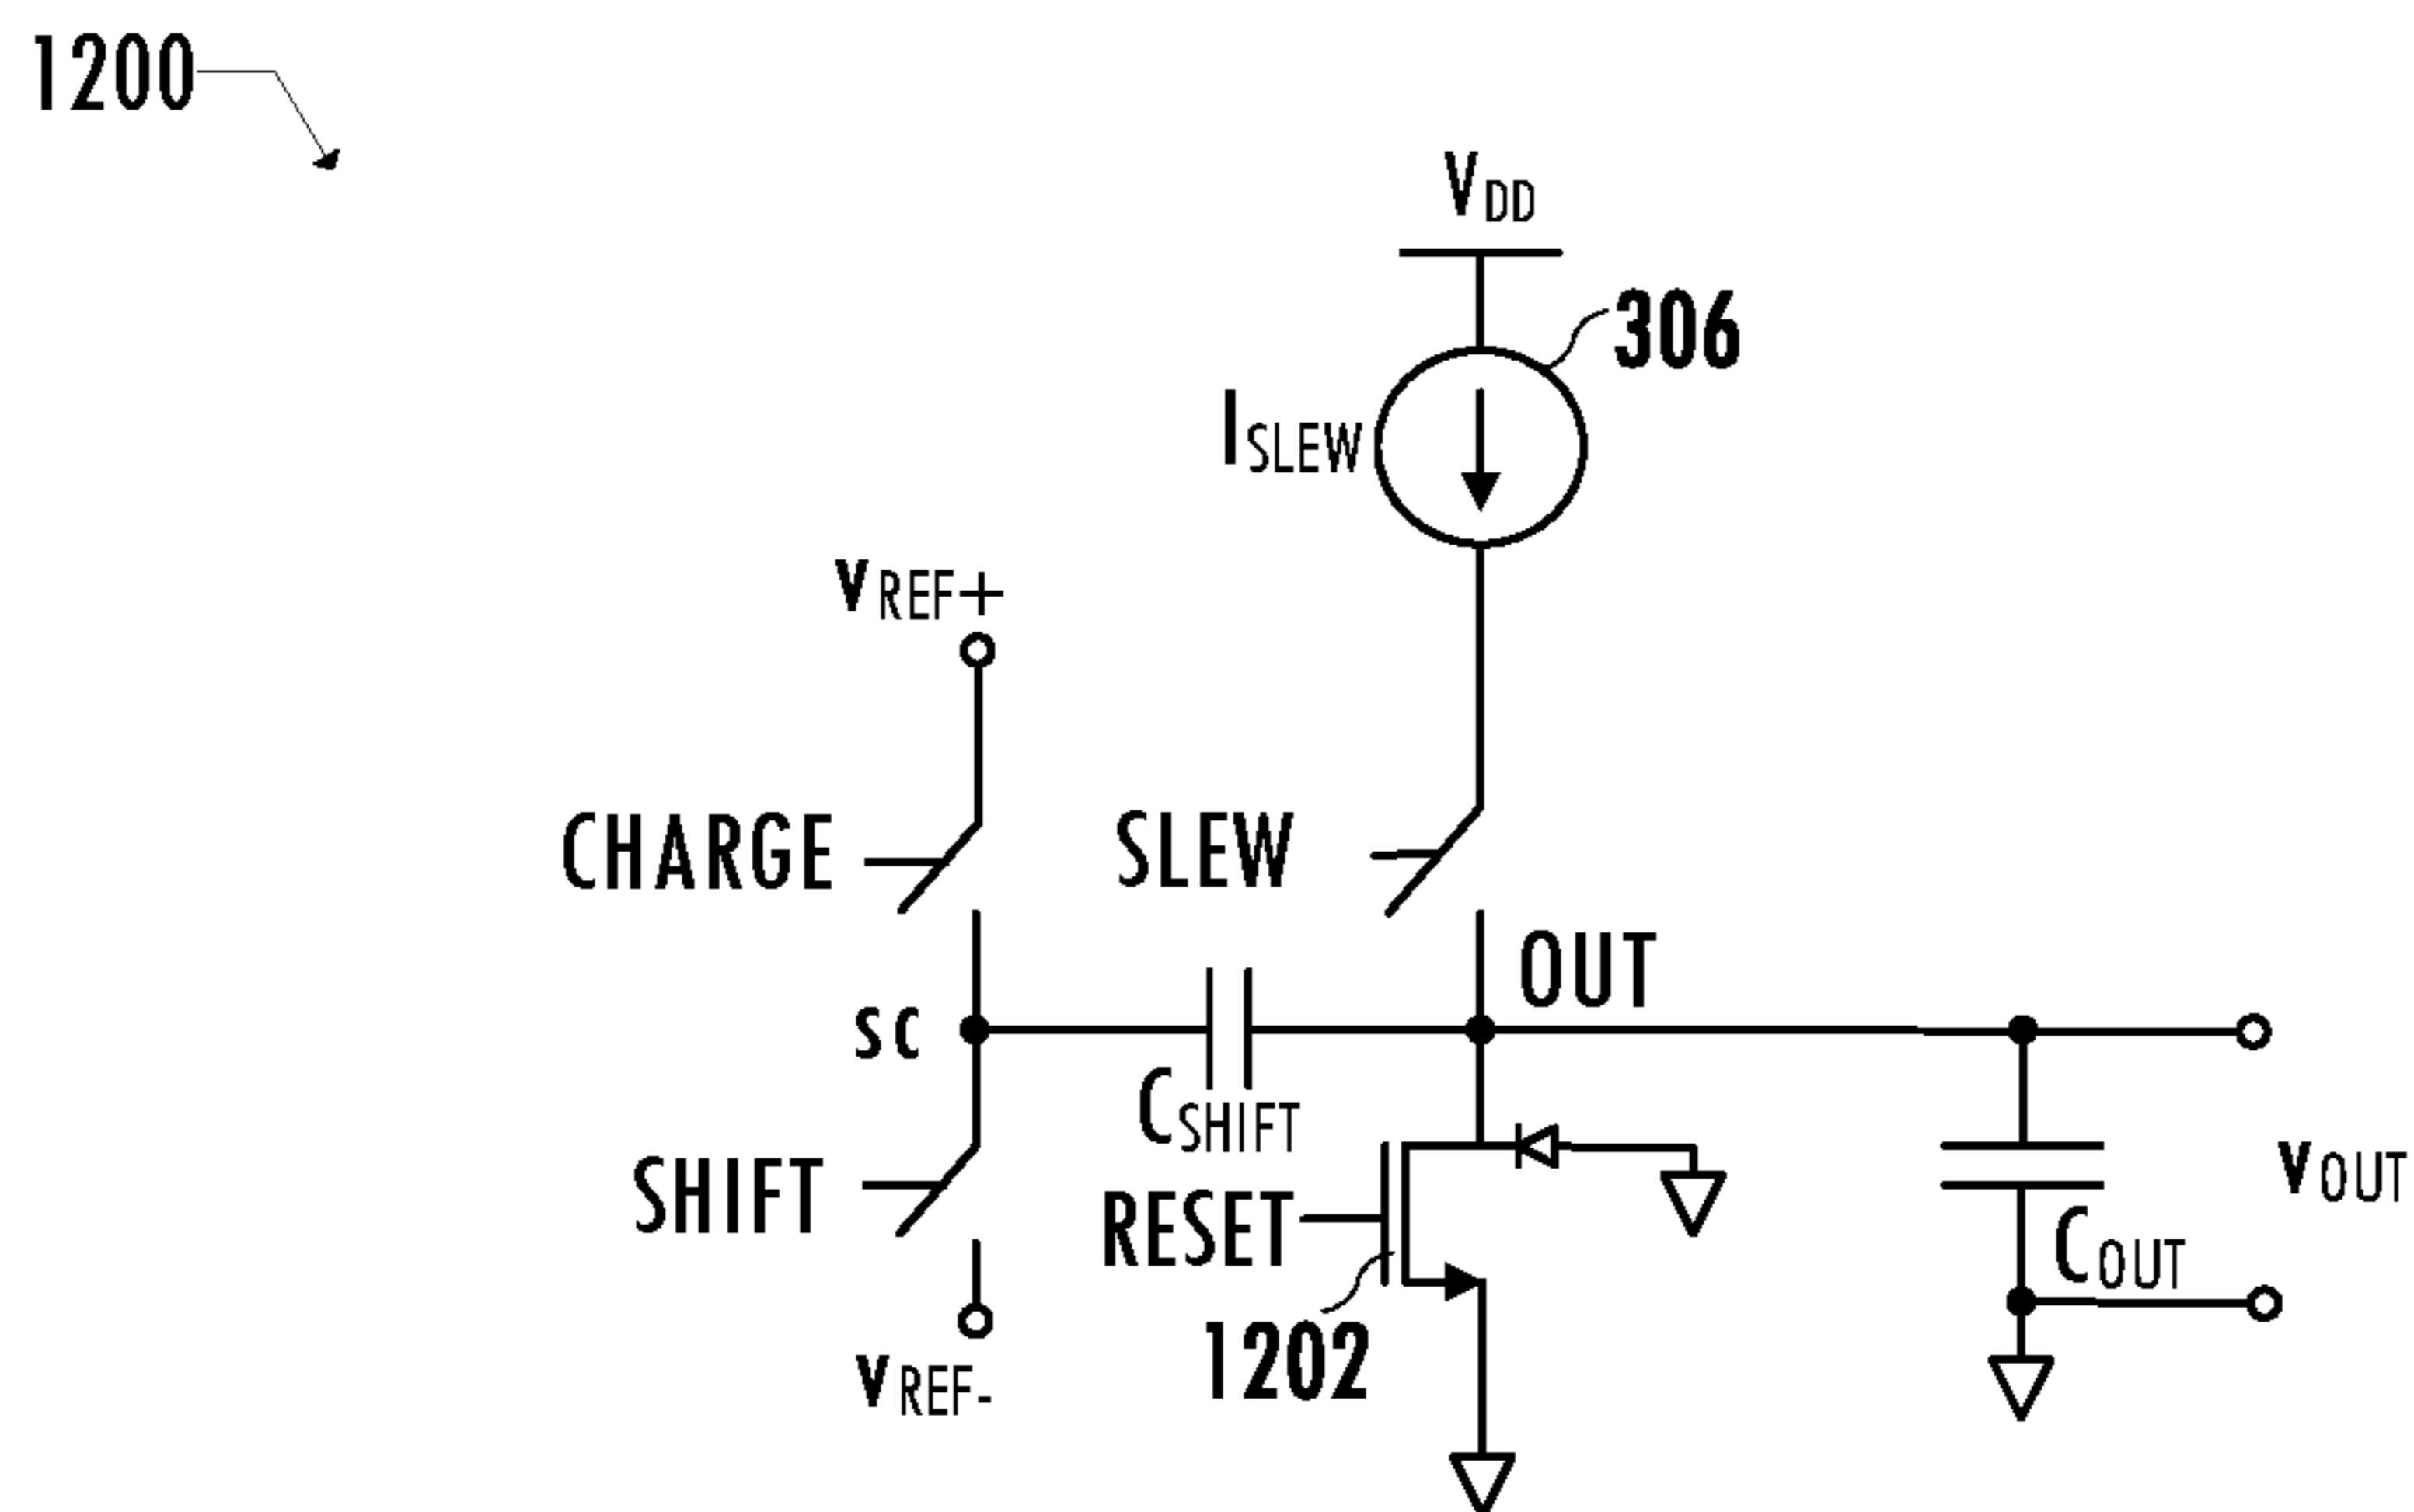 1200
VDD
306
ISLEW
vREF+
CHARGE
SLEW
OUT
SC
CSHIFT
SHIFT
RESET
vOUT
COUT
1202
vREF-